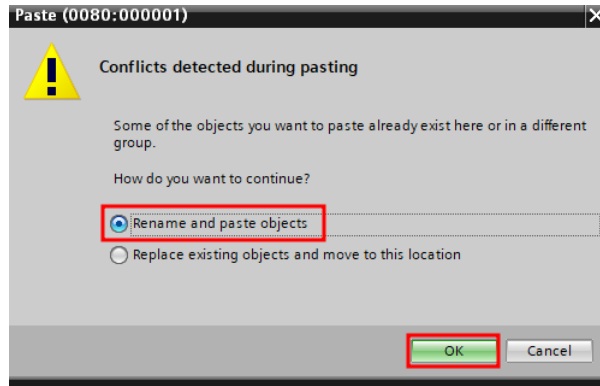 Paste (0080:000001)
Conflicts detected during pasting
Some of the objects you want to paste already exist here or in a different
group.
How do you want to continue?
Rename and paste objects
Replace existing objects and move to this location
OK
Cancel